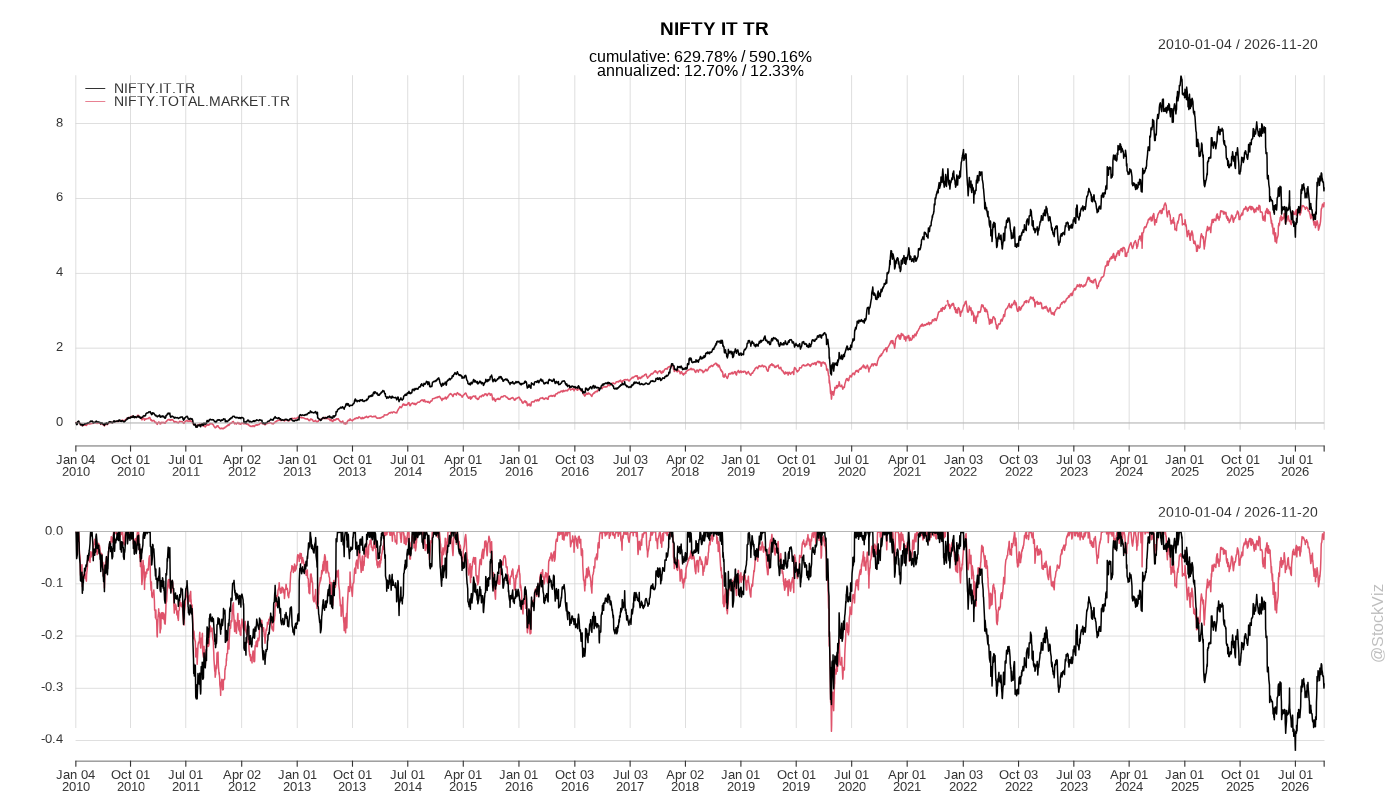 NIFTY IT TR
2010-01-04 / 2026-11-20
cumulative: 629.78% / 590.16%
annualized: 12.70% / 12.33%
NIFTY.IT.TR
NIFTY.TOTAL.MARKET.TR
8
6
4
2
0
Jan 04 Oct 01 Jul 01 Apr 02 Jan 01 Oct 01 Jul 01 Apr 01 Jan 01 Oct 03 Jul 03 Apr 02 Jan 01 Oct 01 Jul 01 Apr 01 Jan 03 Oct 03 Jul 03 Apr 01 Jan 01 Oct 01 Jul 01
2010 2010 2011 2012 2013 2013 2014 2015 2016 2016 2017 2018 2019 2019 2020 2021 2022 2022 2023 2024 2025 2025 2026
2010-01-04 / 2026-11-20
0.0
-0.1
-0.2
-0.3
-0.4
Jan 04 Oct 01 Jul 01 Apr 02 Jan 01 Oct 01 Jul 01 Apr 01 Jan 01 Oct 03 Jul 03 Apr 02 Jan 01 Oct 01 Jul 01 Apr 01 Jan 03 Oct 03 Jul 03 Apr 01 Jan 01 Oct 01 Jul 01
2010 2010 2011 2012 2013 2013 2014 2015 2016 2016 2017 2018 2019 2019 2020 2021 2022 2022 2023 2024 2025 2025 2026
@StockViz